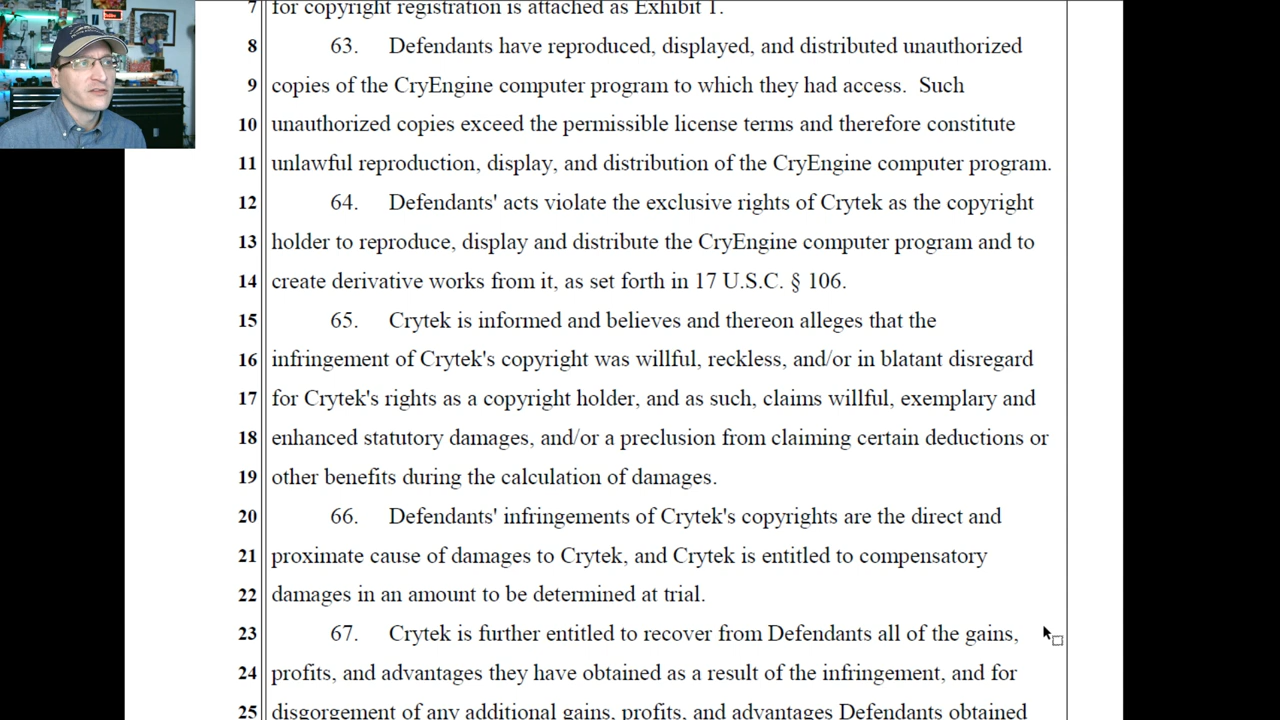 7 for copyright registration is attached as Exhibit 1.
8 63. Defendants have reproduced, displayed, and distributed unauthorized
9 copies of the CryEngine computer program to which they had access. Such
10 unauthorized copies exceed the permissible license terms and therefore constitute
11 unlawful reproduction, display, and distribution of the CryEngine computer program.
12 64. Defendants' acts violate the exclusive rights of Crytek as the copyright
13 holder to reproduce, display and distribute the CryEngine computer program and to
14 create derivative works from it, as set forth in 17 U.S.C. § 106.
15 65. Crytek is informed and believes and thereon alleges that the
16 infringement of Crytek's copyright was willful, reckless, and/or in blatant disregard
17 for Crytek's rights as a copyright holder, and as such, claims willful, exemplary and
18 enhanced statutory damages, and/or a preclusion from claiming certain deductions or
19 other benefits during the calculation of damages.
20 66. Defendants' infringements of Crytek's copyrights are the direct and
21 proximate cause of damages to Crytek, and Crytek is entitled to compensatory
22 damages in an amount to be determined at trial.
23 67. Crytek is further entitled to recover from Defendants all of the gains,
24 profits, and advantages they have obtained as a result of the infringement, and for
25 disgorgement of any additional gains, profits, and advantages Defendants obtained